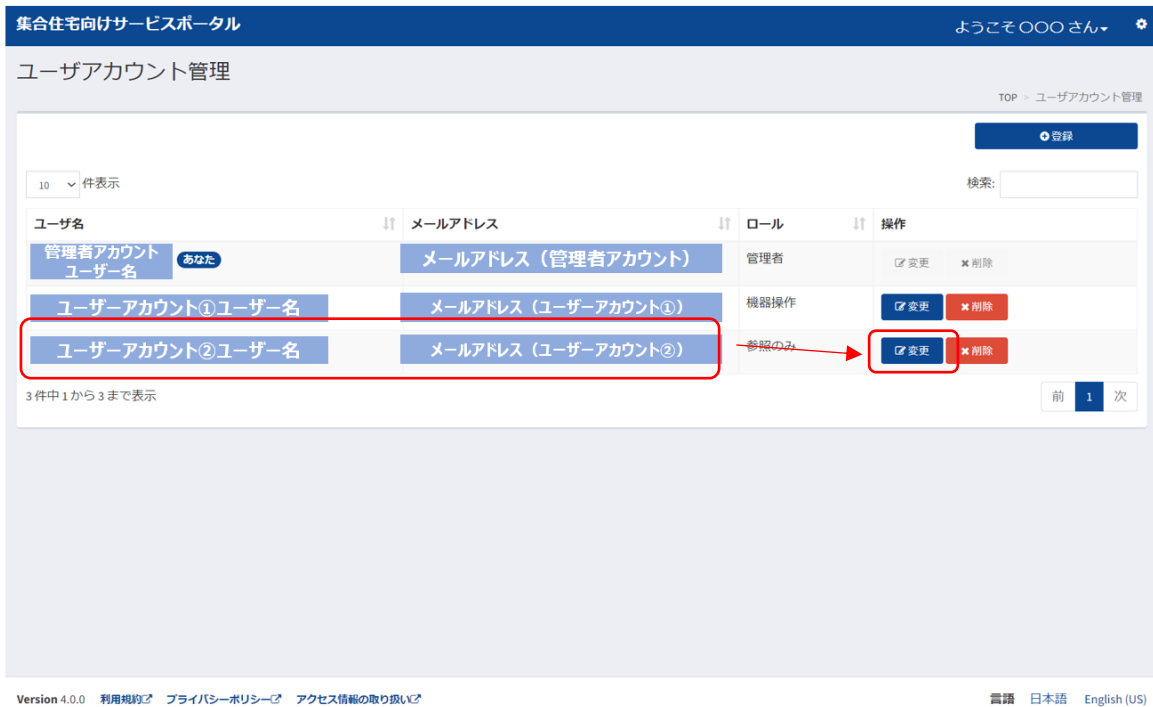 集合住宅向けサービスポータル ようこそ〇〇〇さん
ユーザアカウント管理
TOP > ユーザアカウント管理
登録
10 件表示 検索:
ユーザ名 メールアドレス ロール 操作
管理者アカウント
ユーザー名 あなた メールアドレス（管理者アカウント） 管理者 変更 削除
ユーザーアカウント①ユーザー名 メールアドレス（ユーザーアカウント①） 機器操作 変更 削除
ユーザーアカウント②ユーザー名 メールアドレス（ユーザーアカウント②） 参照のみ 変更 削除
3件中1から3まで表示 前 1 次
Version 4.0.0 利用規約 プライバシーポリシー アクセス情報の取り扱い 言語 日本語 English (US)